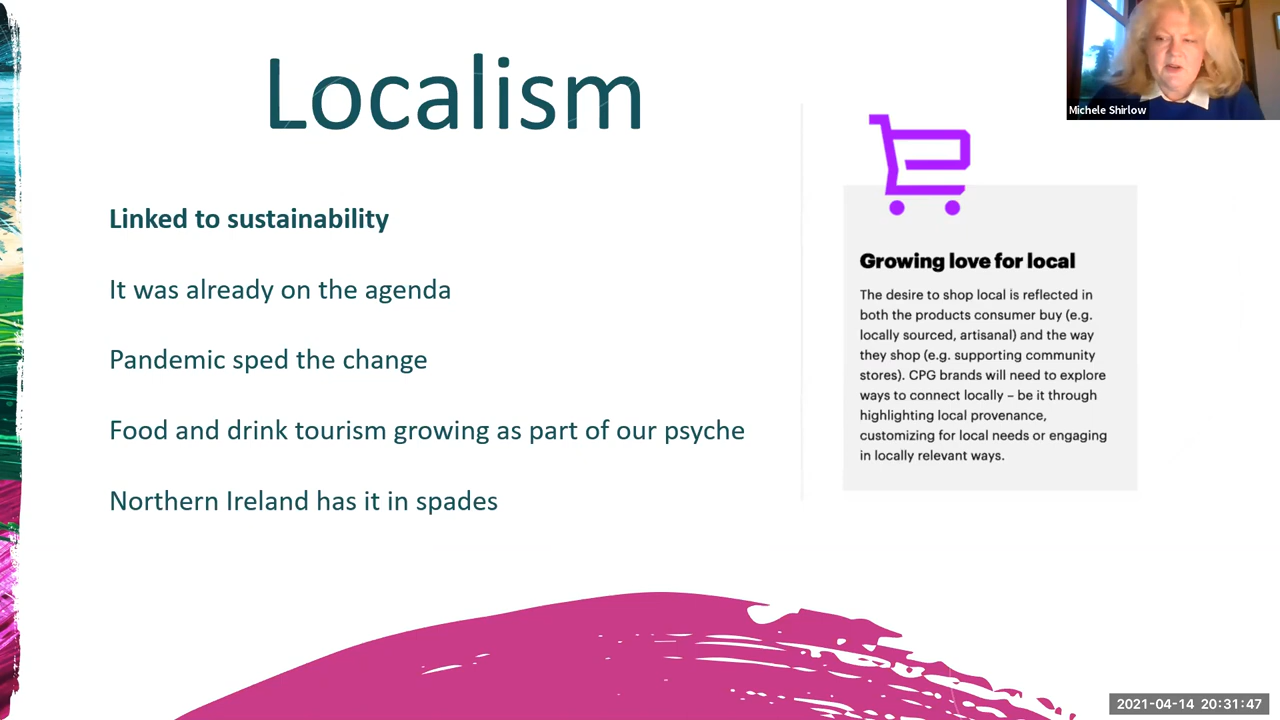 Localism
Linked to sustainability
It was already on the agenda
Pandemic sped the change
Food and drink tourism growing as part of our psyche
Northern Ireland has it in spades
Growing love for local
The desire to shop local is reflected in
both the products consumer buy (e.g.
locally sourced, artisanal) and the way
they shop (e.g. supporting community
stores). CPG brands will need to explore
ways to connect locally – be it through
highlighting local provenance,
customizing for local needs or engaging
in locally relevant ways.
Michele Shirlow
2021-04-14 20:31:47